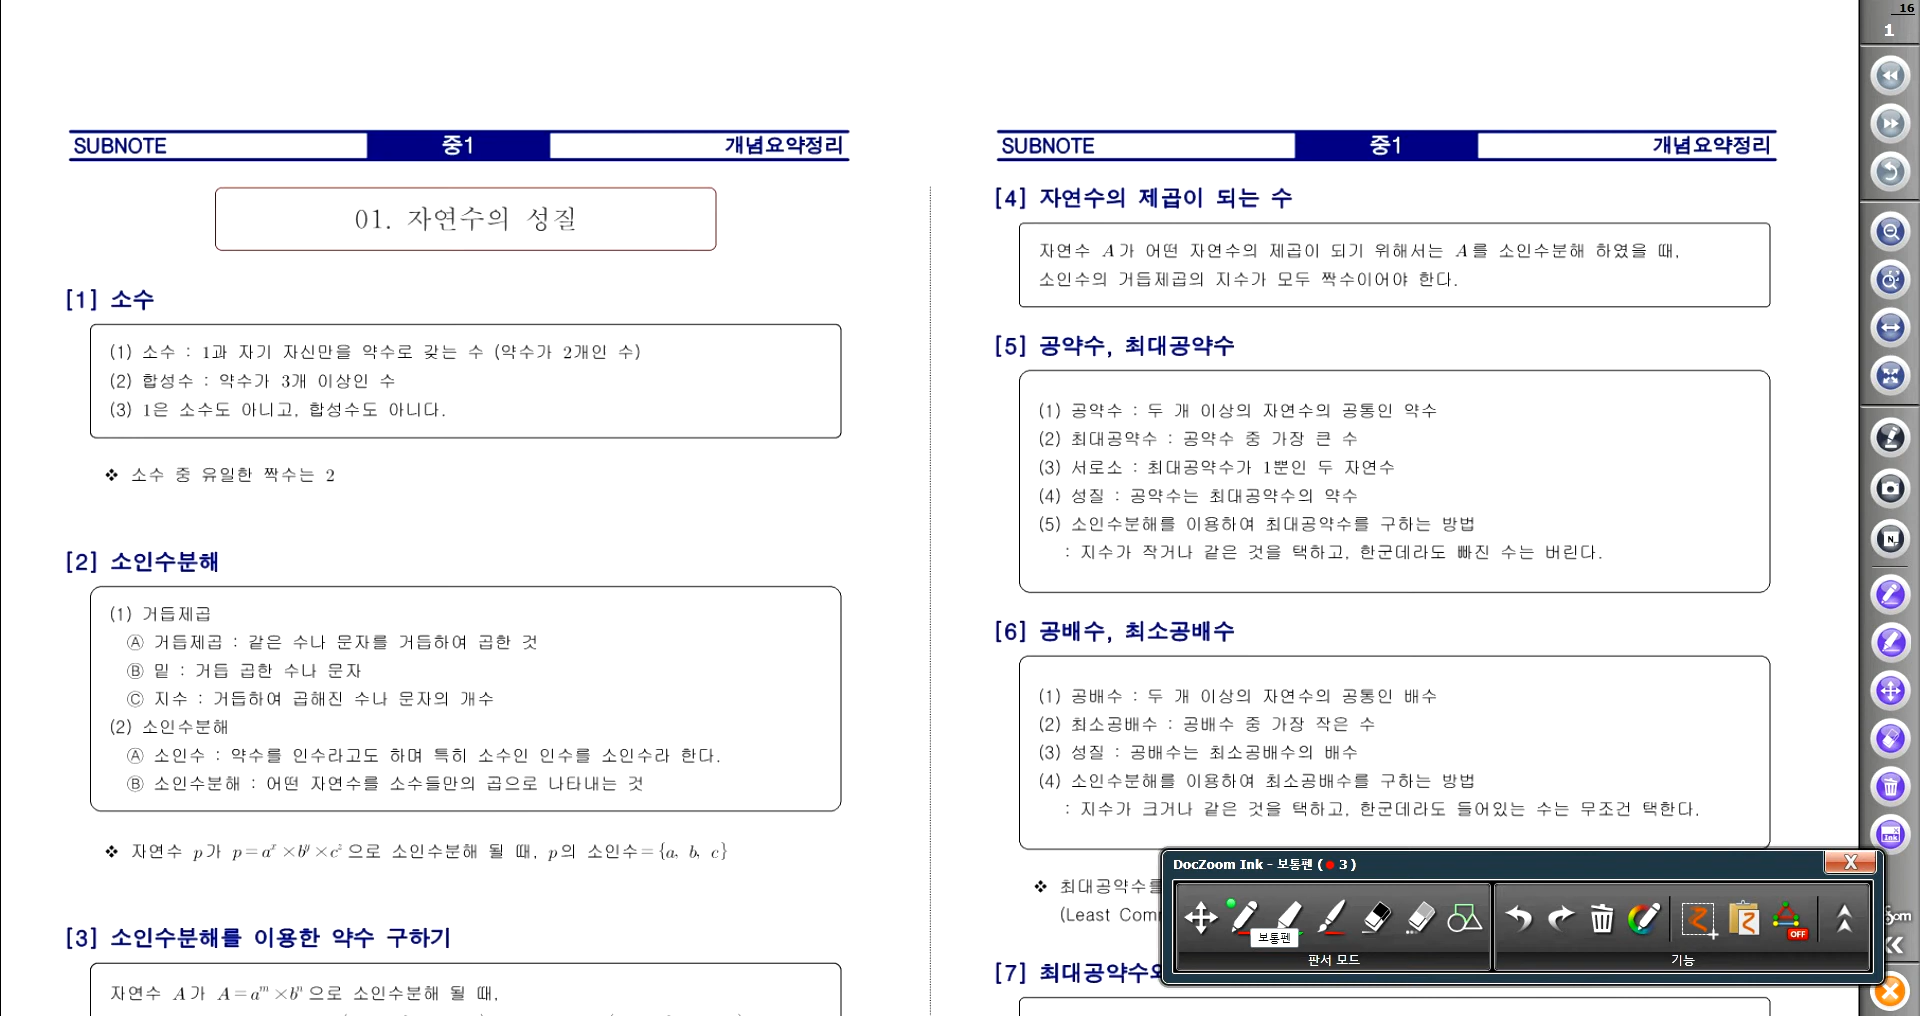 SUBNOTE 중1 개념요약정리
01. 자연수의 성질
[1] 소수
(1) 소수 : 1과 자기 자신만을 약수로 갖는 수 (약수가 2개인 수)
(2) 합성수 : 약수가 3개 이상인 수
(3) 1은 소수도 아니고, 합성수도 아니다.
❖ 소수 중 유일한 짝수는 2
[2] 소인수분해
(1) 거듭제곱
Ⓐ 거듭제곱 : 같은 수나 문자를 거듭하여 곱한 것
Ⓑ 밑 : 거듭 곱한 수나 문자
Ⓒ 지수 : 거듭하여 곱해진 수나 문자의 개수
(2) 소인수분해
Ⓐ 소인수 : 약수를 인수라고도 하며 특히 소수인 인수를 소인수라 한다.
Ⓑ 소인수분해 : 어떤 자연수를 소수들만의 곱으로 나타내는 것
❖ 자연수 p가 p=aˣ×bʸ×cᶻ으로 소인수분해 될 때, p의 소인수={a, b, c}
[3] 소인수분해를 이용한 약수 구하기
자연수 A가 A=aᵐ×bⁿ으로 소인수분해 될 때,
SUBNOTE 중1 개념요약정리
[4] 자연수의 제곱이 되는 수
자연수 A가 어떤 자연수의 제곱이 되기 위해서는 A를 소인수분해 하였을 때,
소인수의 거듭제곱의 지수가 모두 짝수이어야 한다.
[5] 공약수, 최대공약수
(1) 공약수 : 두 개 이상의 자연수의 공통인 약수
(2) 최대공약수 : 공약수 중 가장 큰 수
(3) 서로소 : 최대공약수가 1뿐인 두 자연수
(4) 성질 : 공약수는 최대공약수의 약수
(5) 소인수분해를 이용하여 최대공약수를 구하는 방법
: 지수가 작거나 같은 것을 택하고, 한군데라도 빠진 수는 버린다.
[6] 공배수, 최소공배수
(1) 공배수 : 두 개 이상의 자연수의 공통인 배수
(2) 최소공배수 : 공배수 중 가장 작은 수
(3) 성질 : 공배수는 최소공배수의 배수
(4) 소인수분해를 이용하여 최소공배수를 구하는 방법
: 지수가 크거나 같은 것을 택하고, 한군데라도 들어있는 수는 무조건 택한다.
❖ 최대공약수를
(Least Com
[7] 최대공약수와
DocZoom Ink - 보통펜 ( 3 )
X
보통펜
OFF
판서 모드 기능
16
1
N
Ink